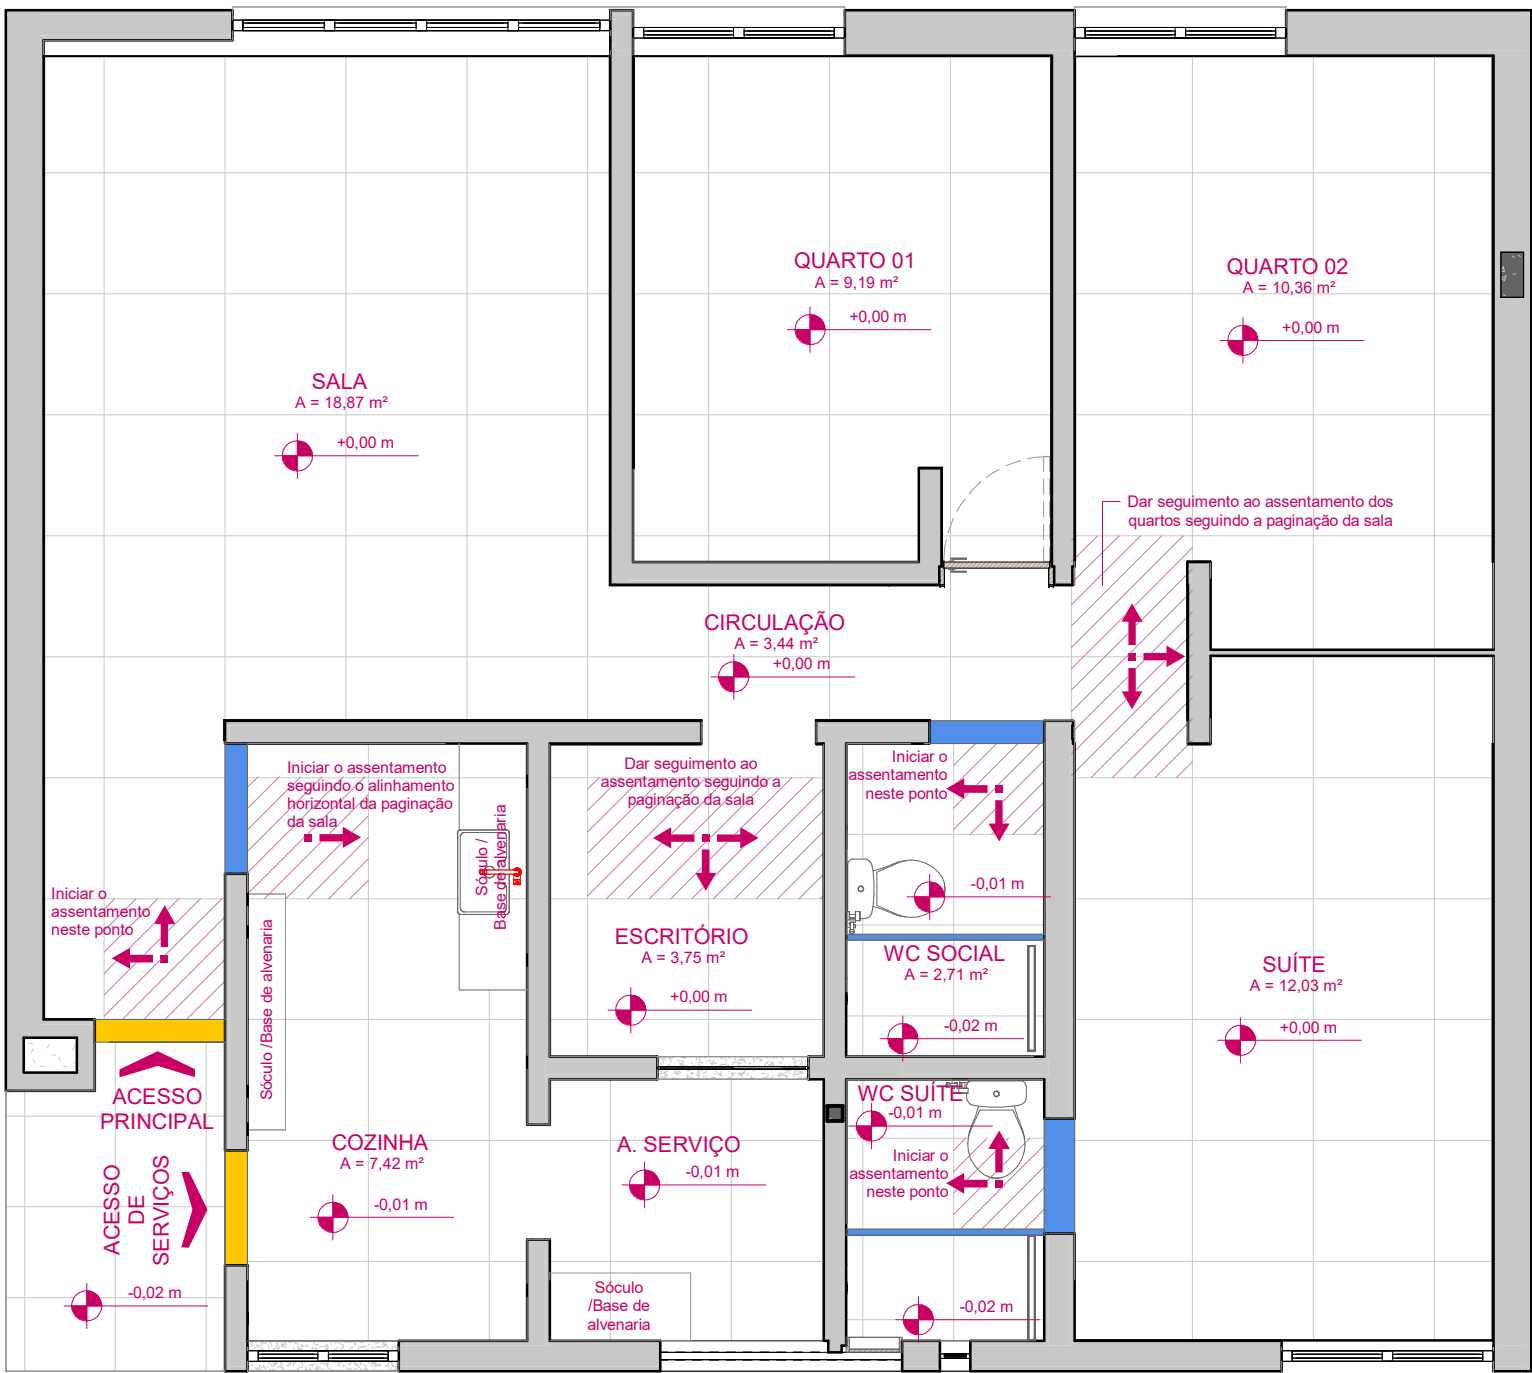 QUARTO 01
A = 9,19 m²
+0,00 m
QUARTO 02
A = 10,36 m²
+0,00 m
SALA
A = 18,87 m²
+0,00 m
Dar seguimento ao assentamento dos
quartos seguindo a paginação da sala
CIRCULAÇÃO
A = 3,44 m²
+0,00 m
Iniciar o assentamento
seguindo o alinhamento
horizontal da paginação
da sala
Dar seguimento ao
assentamento seguindo a
paginação da sala
Iniciar o
assentamento
neste ponto
Sóculo /
Base de alvenaria
-0,01 m
Iniciar o
assentamento
neste ponto
Sóculo /Base de alvenaria
ESCRITÓRIO
A = 3,75 m²
+0,00 m
WC SOCIAL
A = 2,71 m²
-0,02 m
SUÍTE
A = 12,03 m²
+0,00 m
ACESSO
PRINCIPAL
WC SUÍTE
-0,01 m
COZINHA
A = 7,42 m²
-0,01 m
A. SERVIÇO
-0,01 m
Iniciar o
assentamento
neste ponto
ACESSO
DE
SERVIÇOS
-0,02 m
Sóculo
/Base de
alvenaria
-0,02 m